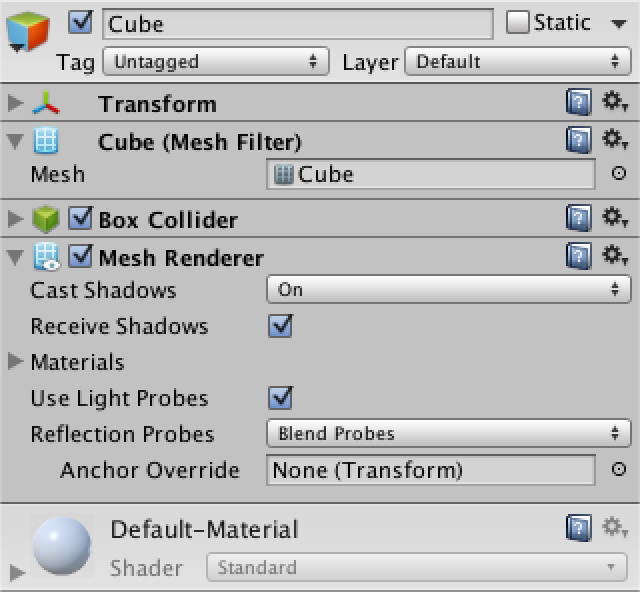 Cube Static
Tag Untagged Layer Default
Transform
Cube (Mesh Filter)
Mesh Cube
Box Collider
Mesh Renderer
Cast Shadows On
Receive Shadows
Materials
Use Light Probes
Reflection Probes Blend Probes
Anchor Override None (Transform)
Default-Material
Shader Standard